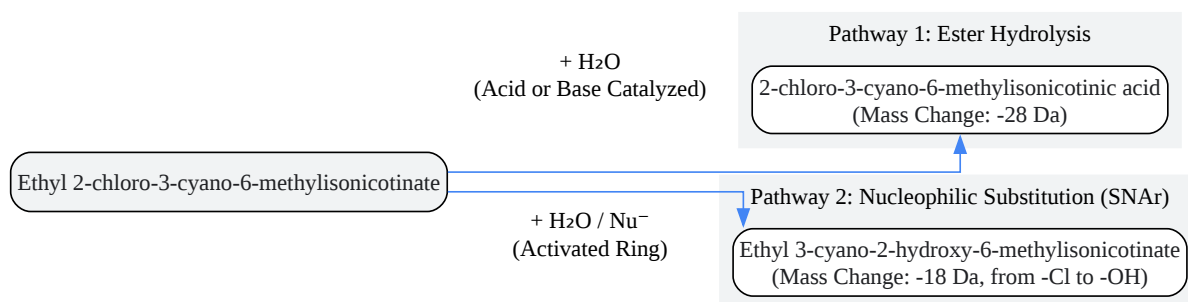 Pathway 1: Ester Hydrolysis
+ H₂O
(Acid or Base Catalyzed)
2-chloro-3-cyano-6-methylisonicotinic acid
(Mass Change: -28 Da)
Ethyl 2-chloro-3-cyano-6-methylisonicotinate
Pathway 2: Nucleophilic Substitution (SNAr)
+ H₂O / Nu⁻
(Activated Ring)
Ethyl 3-cyano-2-hydroxy-6-methylisonicotinate
(Mass Change: -18 Da, from -Cl to -OH)